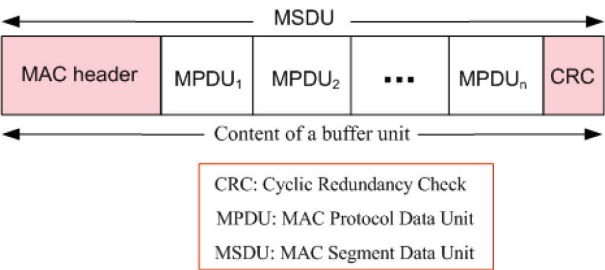 MSDU
MAC header MPDU₁ MPDU₂ ... MPDUₙ CRC
Content of a buffer unit
CRC: Cyclic Redundancy Check
MPDU: MAC Protocol Data Unit
MSDU: MAC Segment Data Unit